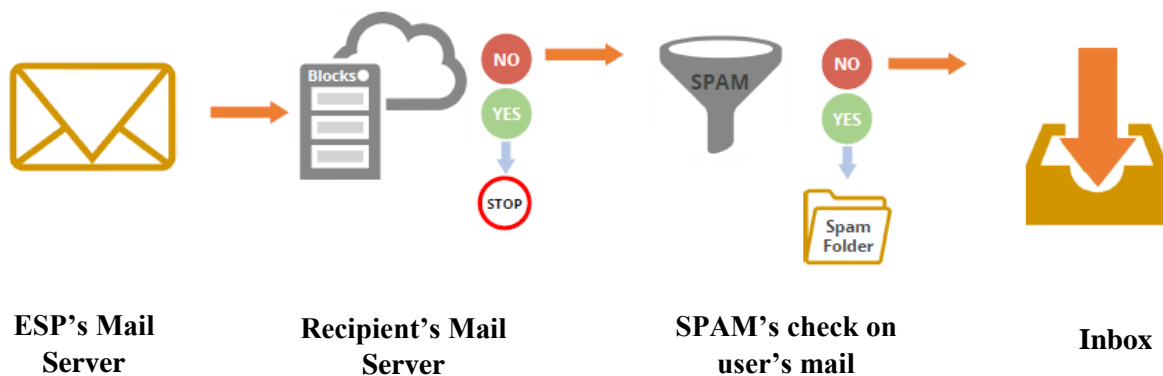 Blocks
NO
YES
STOP
SPAM
NO
YES
Spam
Folder
ESP’s Mail
Server
Recipient’s Mail
Server
SPAM’s check on
user’s mail
Inbox